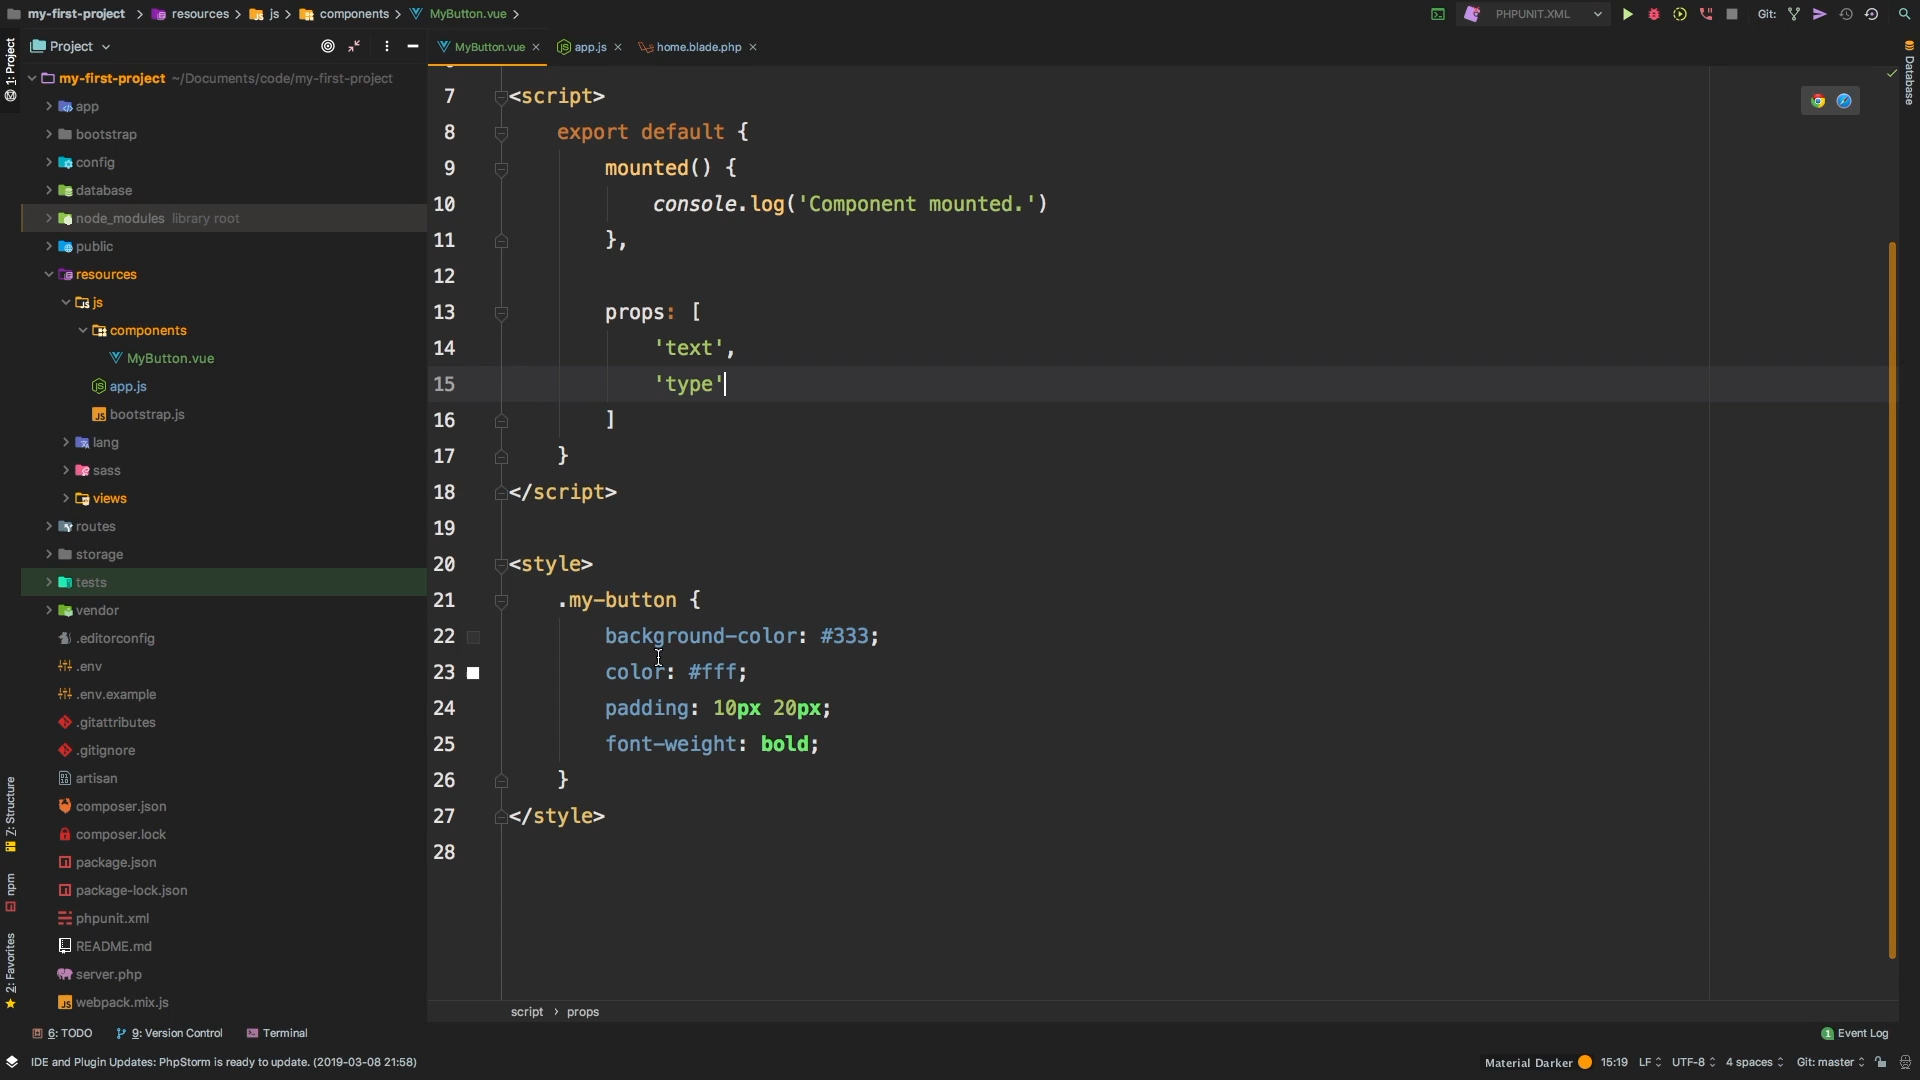 my-first-project > resources > js > components > MyButton.vue >
PHPUNIT.XML
Git:
1: Project
Project
MyButton.vue
app.js
home.blade.php
Database
my-first-project ~/Documents/code/my-first-project
app
bootstrap
config
database
node_modules library root
public
resources
js
components
MyButton.vue
app.js
bootstrap.js
lang
sass
views
routes
storage
tests
vendor
.editorconfig
.env
.env.example
.gitattributes
.gitignore
artisan
composer.json
composer.lock
package.json
package-lock.json
phpunit.xml
README.md
server.php
webpack.mix.js
Z: Structure
npm
2: Favorites
7 <script>
8 export default {
9 mounted() {
10 console.log('Component mounted.')
11 },
12
13 props: [
14 'text',
15 'type'
16 ]
17 }
18 </script>
19
20 <style>
21 .my-button {
22 background-color: #333;
23 color: #fff;
24 padding: 10px 20px;
25 font-weight: bold;
26 }
27 </style>
28
script > props
6: TODO
9: Version Control
Terminal
1 Event Log
IDE and Plugin Updates: PhpStorm is ready to update. (2019-03-08 21:58)
Material Darker 15:19 LF UTF-8 4 spaces Git: master